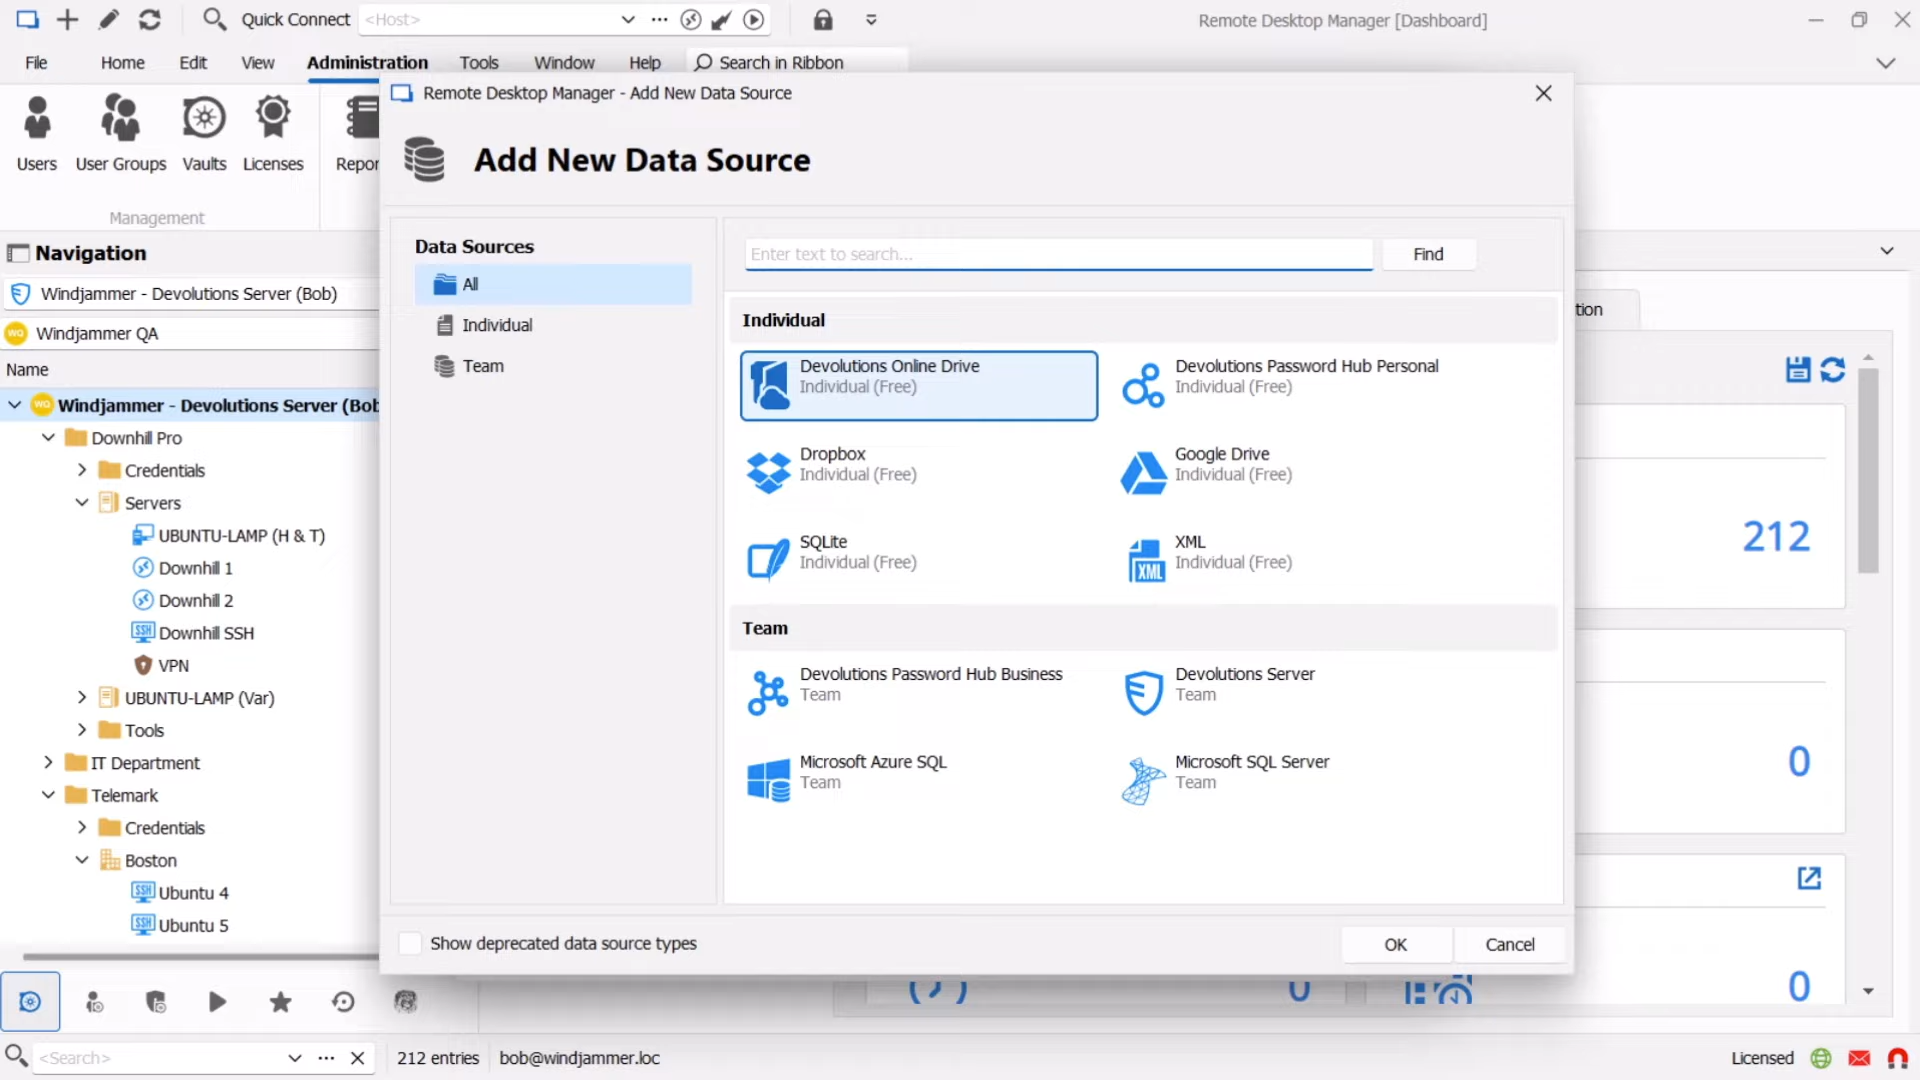 Quick Connect
<Host>
Remote Desktop Manager [Dashboard]
File
Home
Edit
View
Administration
Tools
Window
Help
Search in Ribbon
Users
User Groups
Vaults
Licenses
Repor
Management
Remote Desktop Manager - Add New Data Source
Add New Data Source
Navigation
Windjammer - Devolutions Server (Bob)
WQ
Windjammer QA
Name
WQ
Windjammer - Devolutions Server (Bob
Downhill Pro
Credentials
Servers
UBUNTU-LAMP (H & T)
Downhill 1
Downhill 2
SSH
Downhill SSH
VPN
UBUNTU-LAMP (Var)
Tools
IT Department
Telemark
Credentials
Boston
SSH
Ubuntu 4
SSH
Ubuntu 5
Data Sources
All
Individual
Team
Enter text to search...
Find
Individual
Devolutions Online Drive
Individual (Free)
Devolutions Password Hub Personal
Individual (Free)
Dropbox
Individual (Free)
Google Drive
Individual (Free)
SQLite
Individual (Free)
XML
XML
Individual (Free)
Team
Devolutions Password Hub Business
Team
Devolutions Server
Team
Microsoft Azure SQL
Team
Microsoft SQL Server
Team
Show deprecated data source types
OK
Cancel
tion
212
0
0
0
<Search>
212 entries
bob@windjammer.loc
Licensed